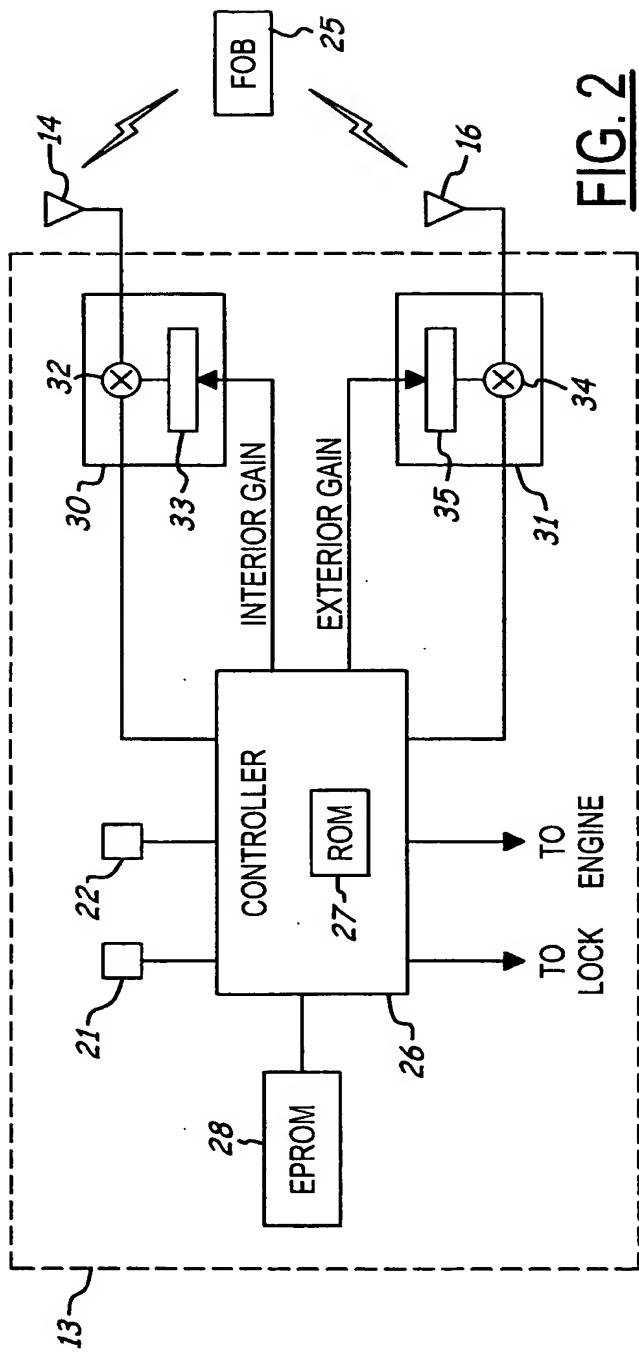 14
FOB
25
16
FIG. 2
32
30
33
INTERIOR GAIN
EXTERIOR GAIN
35
34
31
22
21
CONTROLLER
ROM
27
26
EPROM
28
TO
LOCK
TO
ENGINE
13